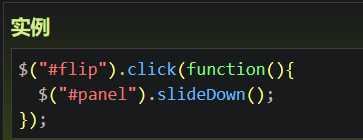 实例
$("#flip").click(function(){
  $("#panel").slideDown();
});